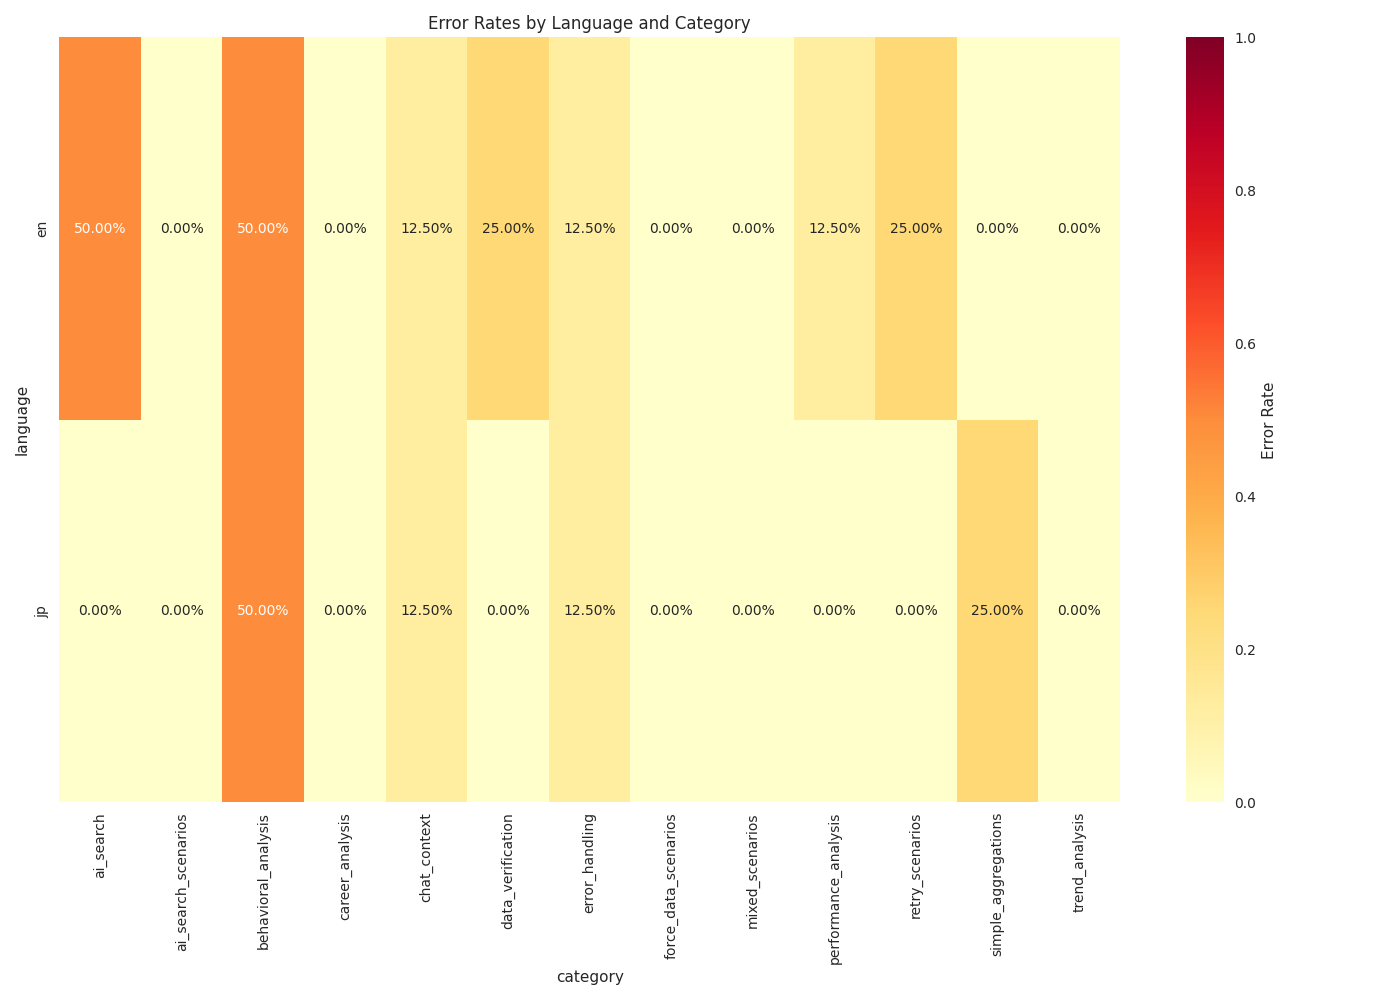 Error Rates by Language and Category
language
en
50.00% 0.00% 50.00% 0.00% 12.50% 25.00% 12.50% 0.00% 0.00% 12.50% 25.00% 0.00% 0.00%
jp
0.00% 0.00% 50.00% 0.00% 12.50% 0.00% 12.50% 0.00% 0.00% 0.00% 0.00% 25.00% 0.00%
ai_search
ai_search_scenarios
behavioral_analysis
career_analysis
chat_context
data_verification
error_handling
force_data_scenarios
mixed_scenarios
performance_analysis
retry_scenarios
simple_aggregations
trend_analysis
category
1.0
0.8
0.6
0.4
0.2
0.0
Error Rate